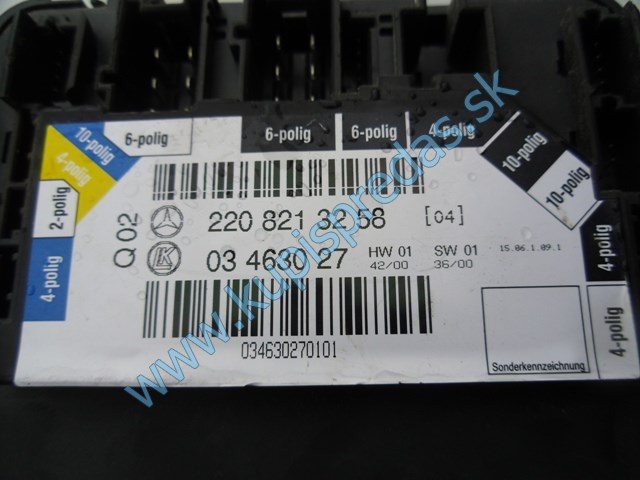 6-polig
6-polig
6-polig
4-polig
10-polig
4-polig
2-polig
4-polig
10-polig
10-polig
4-polig
4-polig
Q 02
220 821 32 58 [04]
03 4630 27 HW 01 SW 01 15.06.1.09.1
42/00 36/00
034630270101
Sonderkennzeichnung
www.kupispredas.sk